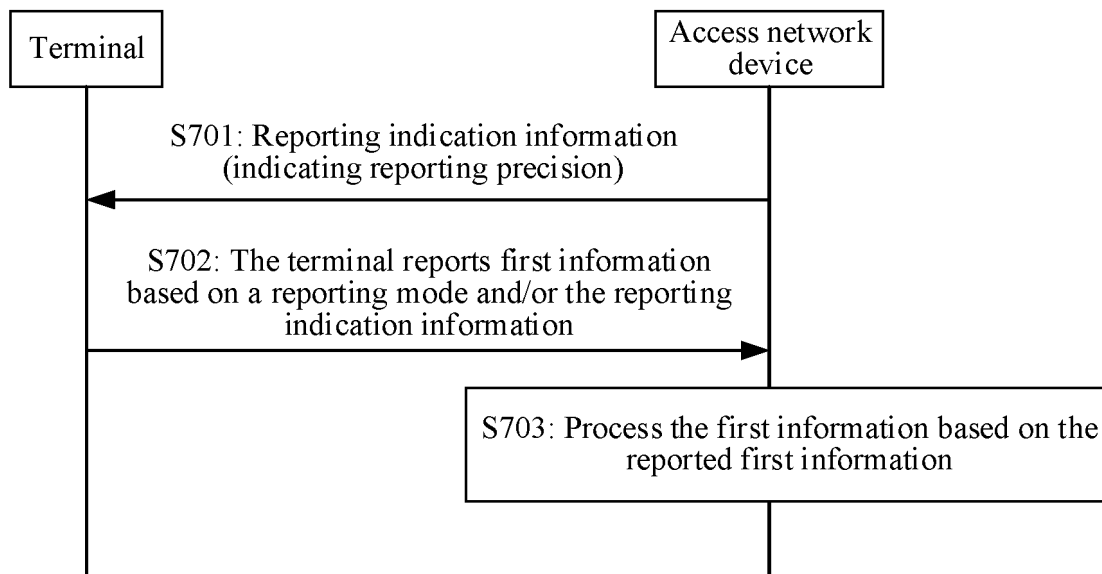 Terminal
Access network
device
S701: Reporting indication information
(indicating reporting precision)
S702: The terminal reports first information
based on a reporting mode and/or the reporting
indication information
S703: Process the first information based on the
reported first information